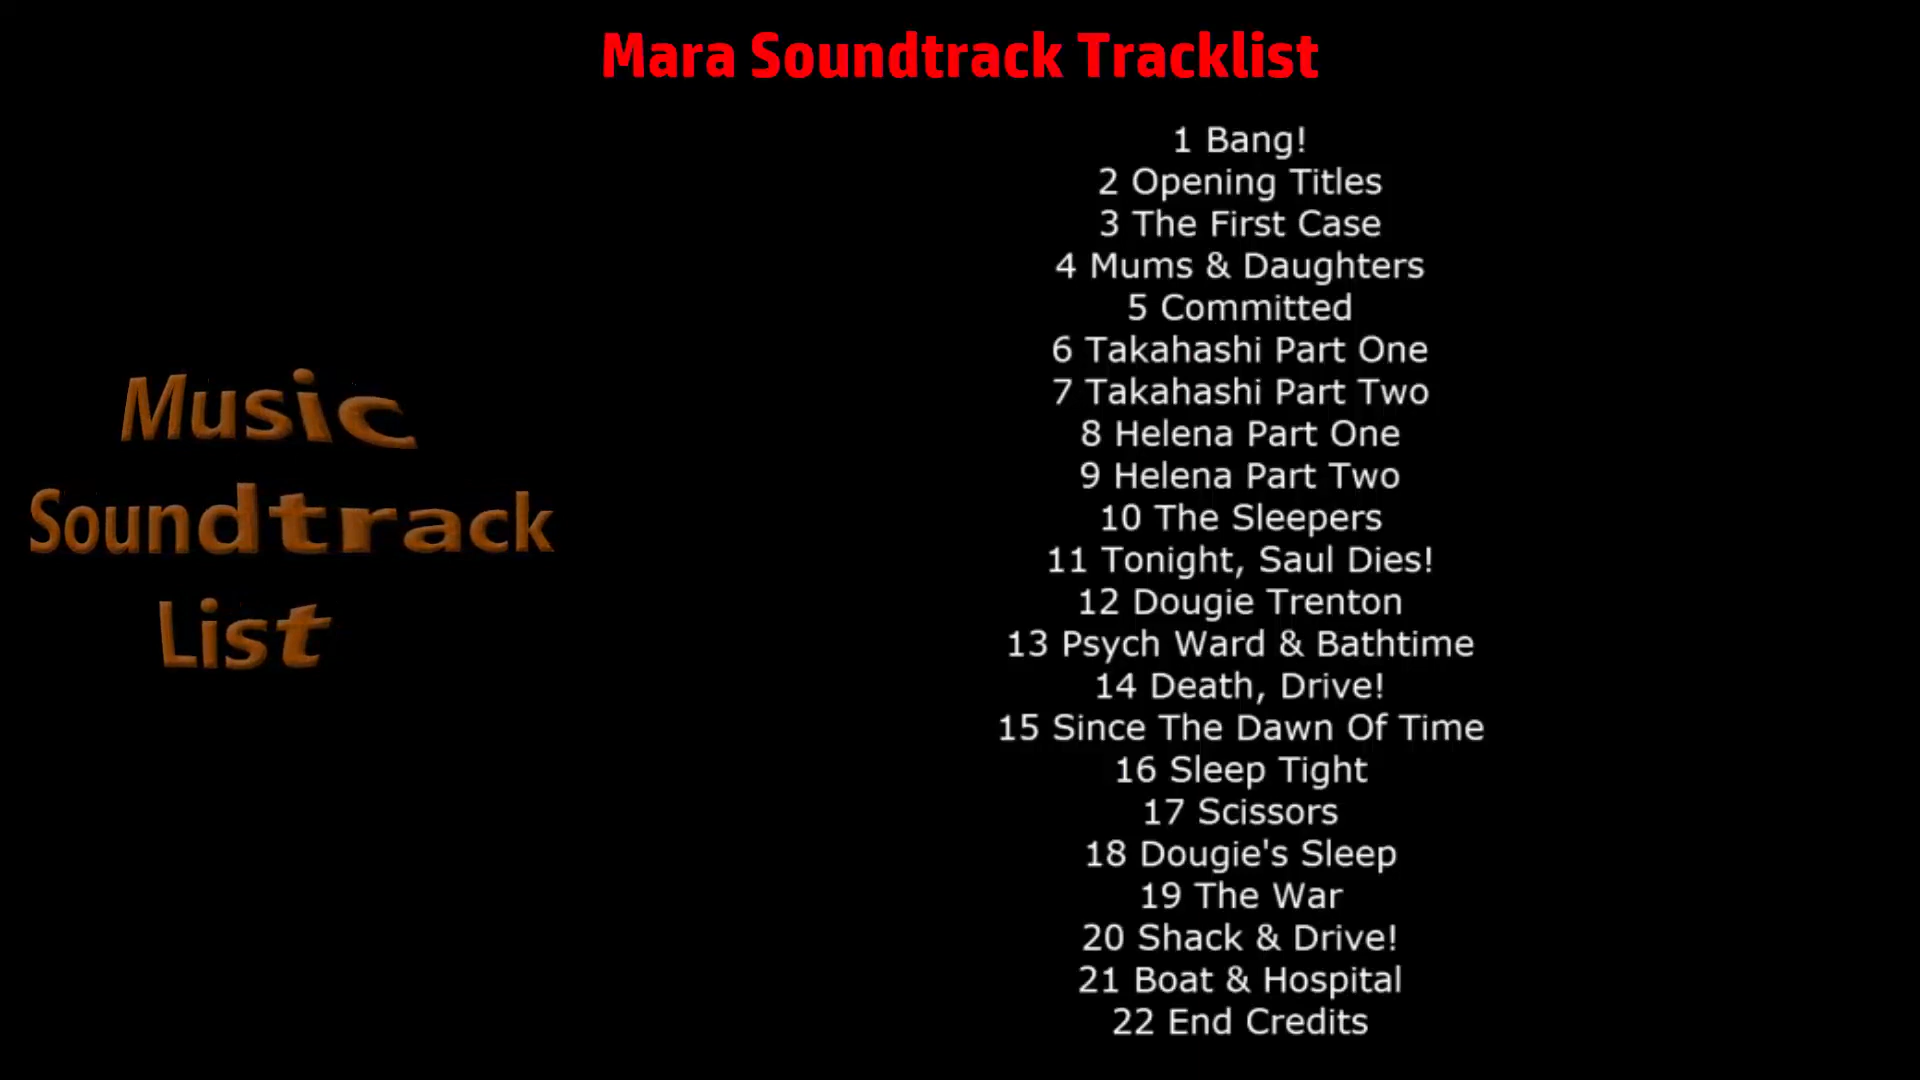 Mara Soundtrack Tracklist
1 Bang!
2 Opening Titles
3 The First Case
4 Mums & Daughters
5 Committed
6 Takahashi Part One
7 Takahashi Part Two
8 Helena Part One
9 Helena Part Two
10 The Sleepers
11 Tonight, Saul Dies!
12 Dougie Trenton
13 Psych Ward & Bathtime
14 Death, Drive!
15 Since The Dawn Of Time
16 Sleep Tight
17 Scissors
18 Dougie's Sleep
19 The War
20 Shack & Drive!
21 Boat & Hospital
22 End Credits
Music
Soundtrack
List